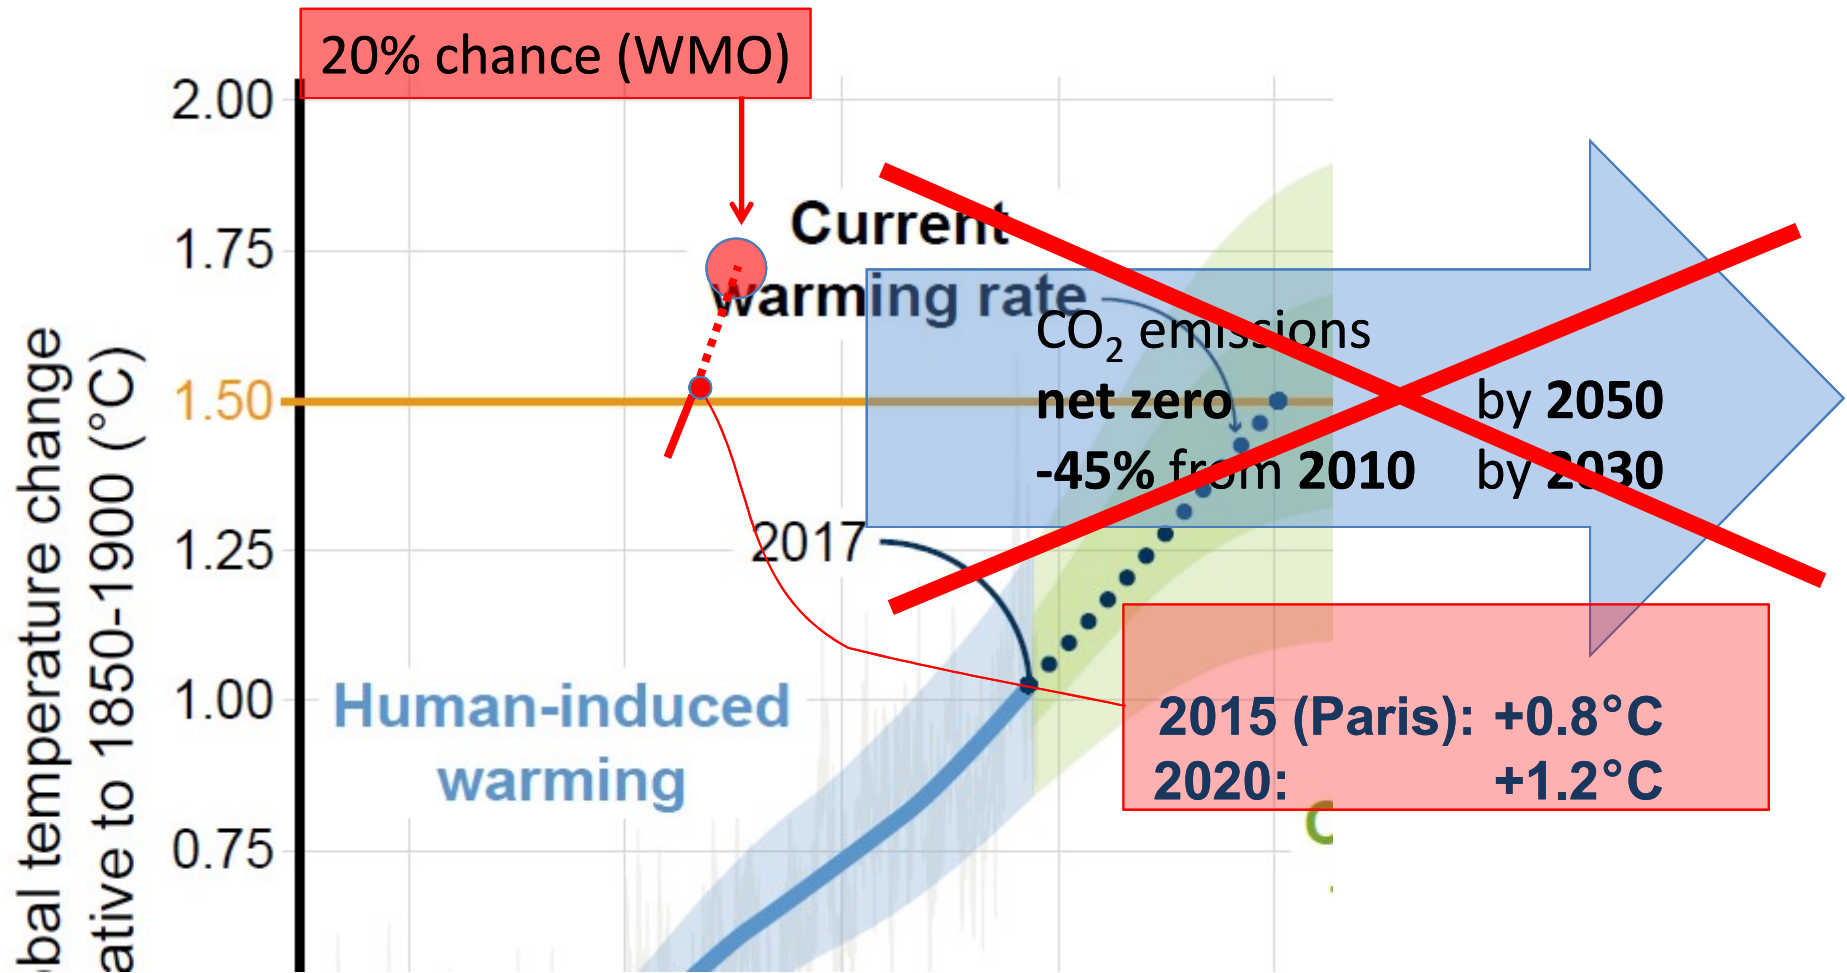 20% chance (WMO)
2.00
1.75
1.50
1.25
1.00
0.75
temperature change
to 1850-1900 (°C)
Current
warming rate
CO₂ emissions
net zero by 2050
-45% from 2010 by 2030
2017
Human-induced
warming
2015 (Paris): +0.8°C
2020: +1.2°C